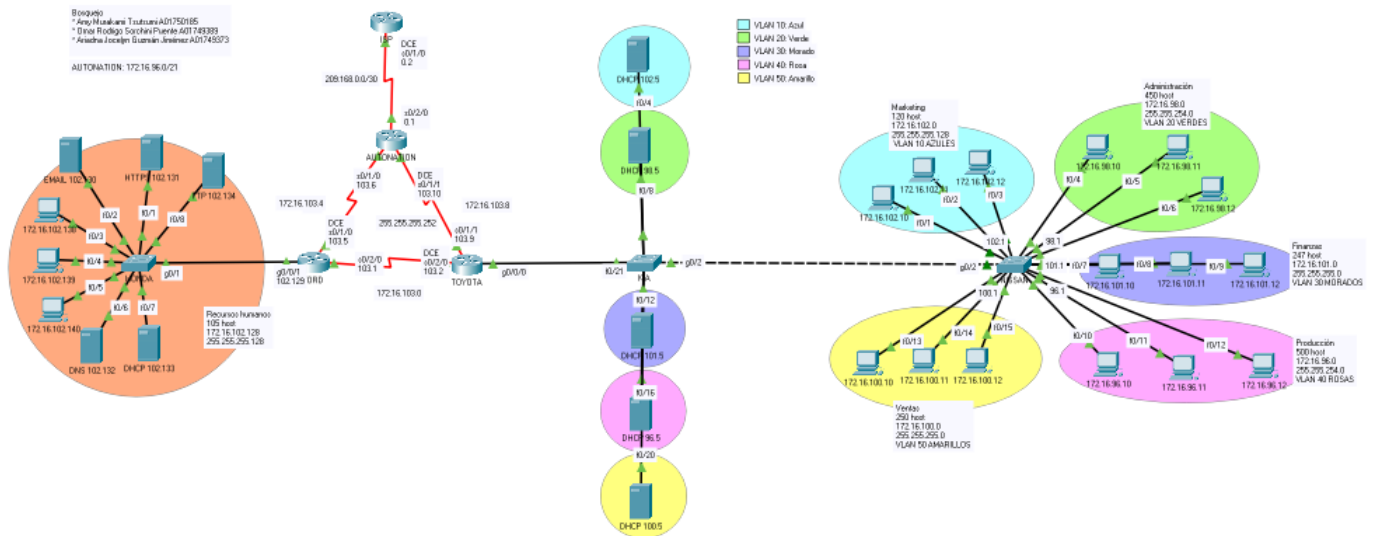 Bosquejo
* Amy Murakami Tsutsumi A01750185
* Omar Rodrigo Sorchini Puente A01749389
* Ariadna Jocelyn Guzmán Jiménez A01749373
AUTONATION: 172.16.96.0/21
ISP
DCE
s0/1/0
0.2
209.168.0.0/30
s0/2/0
0.1
AUTONATION
s0/1/0
103.6
DCE
s0/1/1
103.10
172.16.103.4
255.255.255.252
172.16.103.8
DCE
s0/1/0
103.5
s0/1/1
103.9
g0/0/1
102.129
s0/2/0
103.1
DCE
s0/2/0
103.2
TOYOTA
g0/0/0
172.16.103.0
EMAIL 102.130
HTTPS 102.131
FTP 102.134
f0/2
f0/1
f0/8
172.16.102.138
f0/3
172.16.102.139
f0/4
HONDA
g0/1
f0/5
172.16.102.140
f0/6
f0/7
DNS 102.132
DHCP 102.133
Recursos humanos
105 host
172.16.102.128
255.255.255.128
DHCP 102.5
f0/4
DHCP 98.5
f0/8
f0/21
KIA
g0/2
f0/12
DHCP 101.5
f0/16
DHCP 96.5
f0/20
DHCP 100.5
VLAN 10: Azul
VLAN 20: Verde
VLAN 30: Morado
VLAN 40: Rosa
VLAN 50: Amarillo
Marketing
120 host
172.16.102.0
255.255.255.128
VLAN 10 AZULES
172.16.102.10
172.16.102.11
172.16.102.12
f0/1
f0/2
f0/3
Administración
450 host
172.16.98.0
255.255.254.0
VLAN 20 VERDES
172.16.98.10
172.16.98.11
172.16.98.12
f0/4
f0/5
f0/6
102.1
98.1
g0/2
NISSAN
101.1
100.1
96.1
f0/7
f0/8
f0/9
172.16.101.10
172.16.101.11
172.16.101.12
Finanzas
247 host
172.16.101.0
255.255.255.0
VLAN 30 MORADOS
f0/13
f0/14
f0/15
172.16.100.10
172.16.100.11
172.16.100.12
Ventas
250 host
172.16.100.0
255.255.255.0
VLAN 50 AMARILLOS
f0/10
f0/11
f0/12
172.16.96.10
172.16.96.11
172.16.96.12
Producción
500 host
172.16.96.0
255.255.254.0
VLAN 40 ROSAS